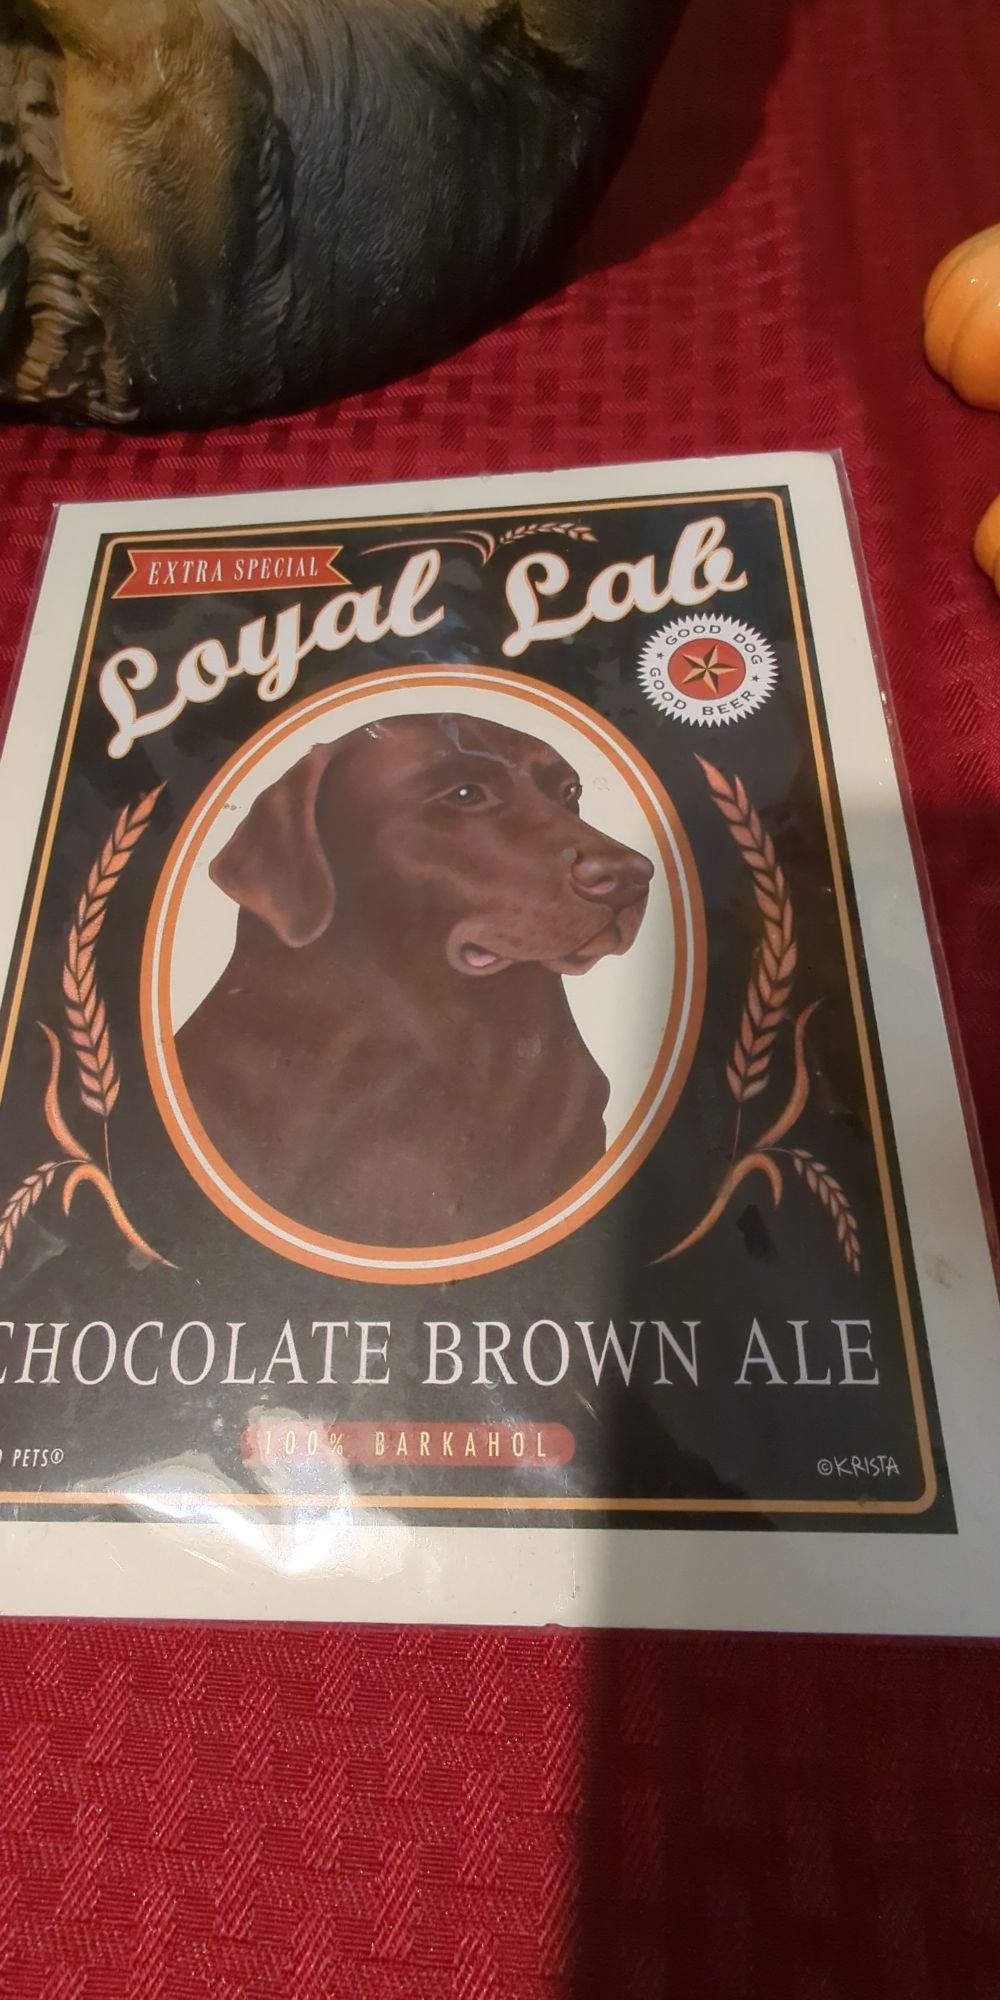 EXTRA SPECIAL
Loyal Lab
GOOD DOG
GOOD BEER
CHOCOLATE BROWN ALE
100% BARKAHOL
PETS®
©KRISTA